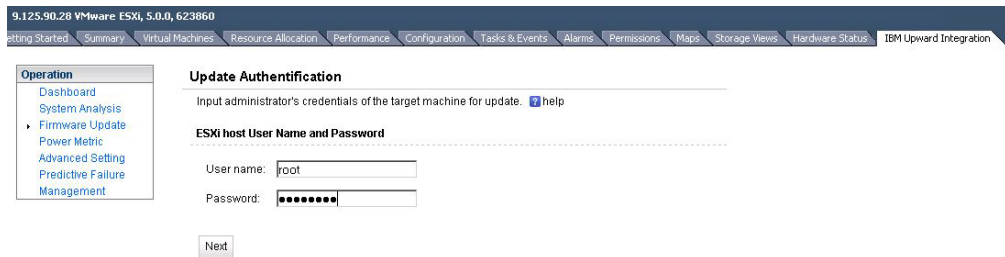 9.125.90.28 VMware ESXi, 5.0.0, 623860
etting Started Summary Virtual Machines Resource Allocation Performance Configuration Tasks & Events Alarms Permissions Maps Storage Views Hardware Status IBM Upward Integration
Operation
Dashboard
System Analysis
Firmware Update
Power Metric
Advanced Setting
Predictive Failure
Management
Update Authentification
Input administrator's credentials of the target machine for update. ? help
ESXi host User Name and Password
User name: root
Password: ●●●●●●●●
Next